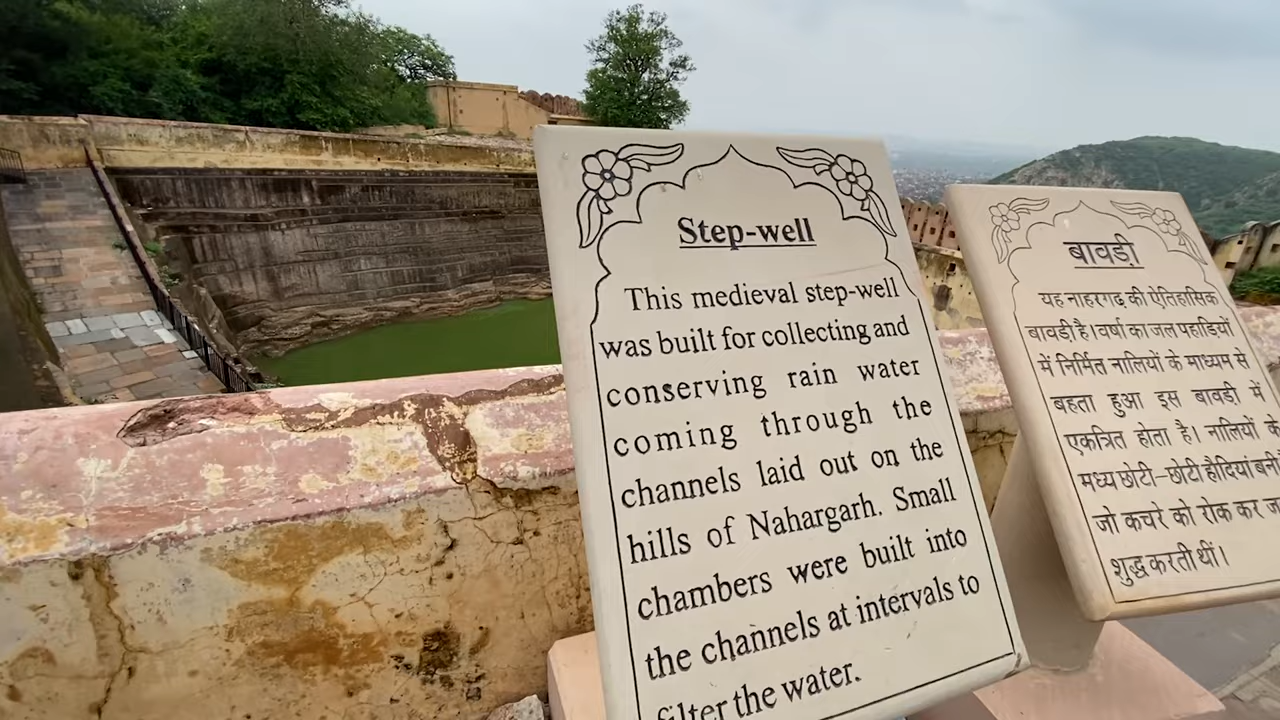 Step-well
This medieval step-well
was built for collecting and
conserving rain water
coming through the
channels laid out on the
hills of Nahargarh. Small
chambers were built into
the channels at intervals to
filter the water.
बावड़ी
यह नाहरगढ़ की ऐतिहासिक
बावड़ी है। वर्षा का जल पहाड़ियों
में निर्मित नालियों के माध्यम से
बहता हुआ इस बावड़ी में
एकत्रित होता है। नालियों के
मध्य छोटी-छोटी हौदियां बनी
जो कचरे को रोक कर
शुद्ध करती थीं।